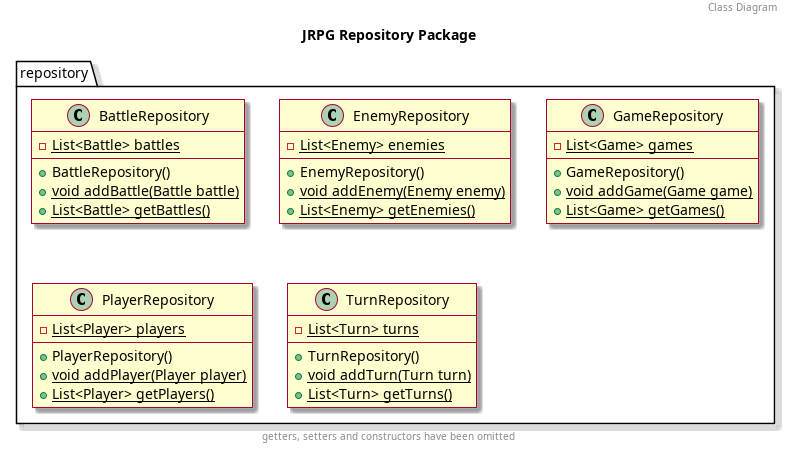 Class Diagram
JRPG Repository Package
repository
C BattleRepository
List<Battle> battles
BattleRepository()
void addBattle(Battle battle)
List<Battle> getBattles()
C EnemyRepository
List<Enemy> enemies
EnemyRepository()
void addEnemy(Enemy enemy)
List<Enemy> getEnemies()
C GameRepository
List<Game> games
GameRepository()
void addGame(Game game)
List<Game> getGames()
C PlayerRepository
List<Player> players
PlayerRepository()
void addPlayer(Player player)
List<Player> getPlayers()
C TurnRepository
List<Turn> turns
TurnRepository()
void addTurn(Turn turn)
List<Turn> getTurns()
getters, setters and constructors have been omitted